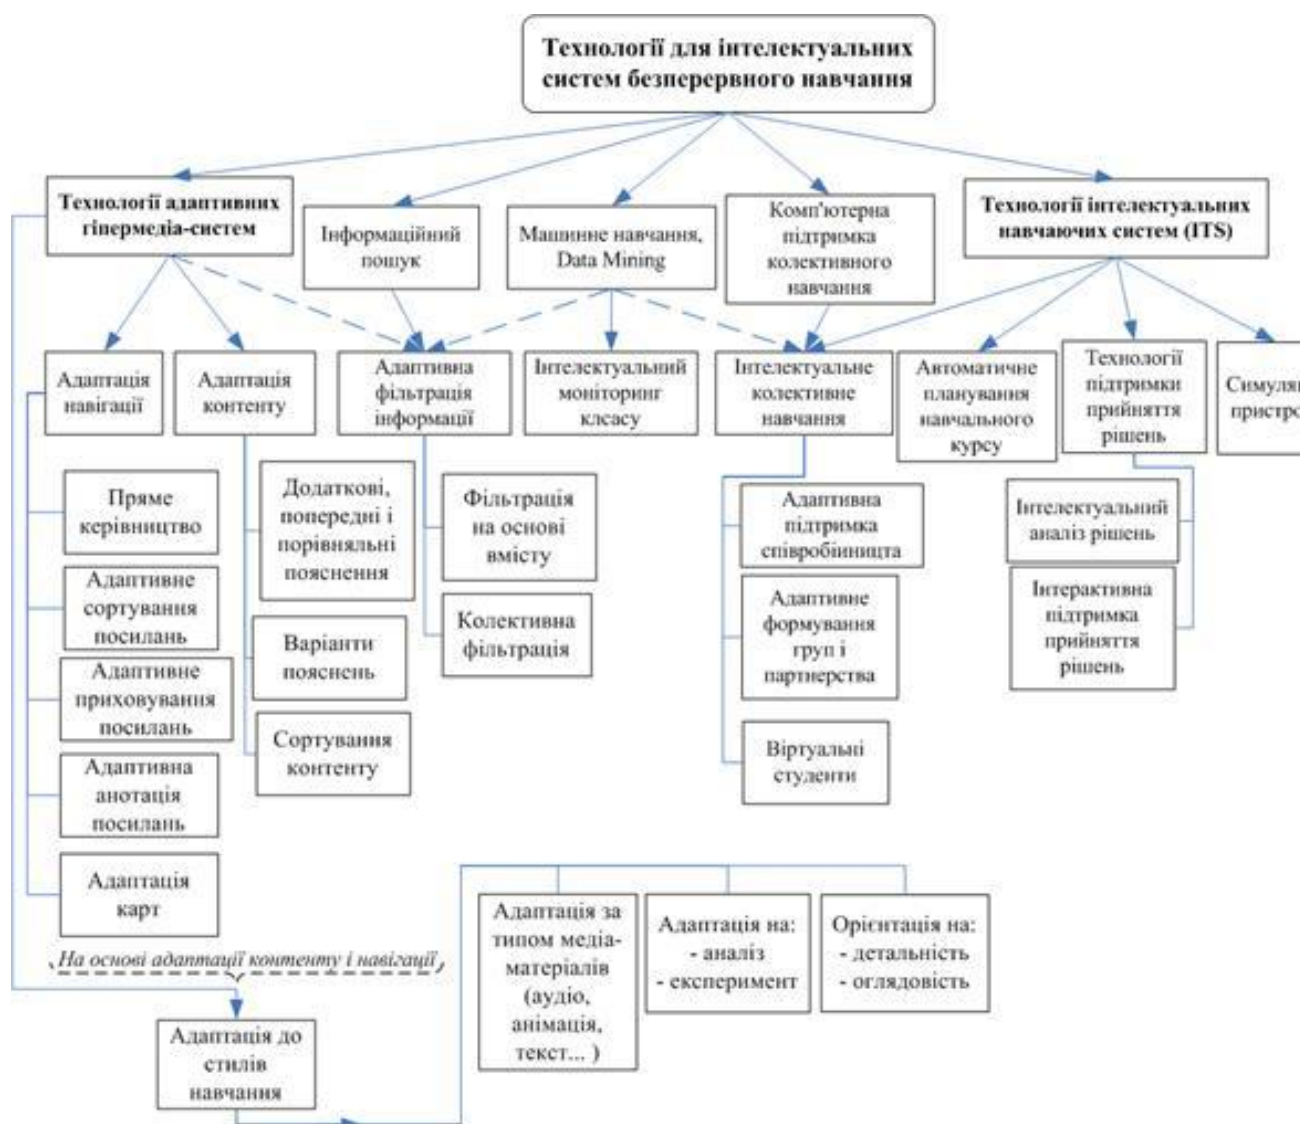 Технології для інтелектуальних
систем безперервного навчання
Технології адаптивних
гіпермедіа-систем
Інформаційний
пошук
Машинне навчання,
Data Mining
Комп'ютерна
підтримка
колективного
навчання
Технології інтелектуальних
навчаючих систем (ITS)
Адаптація
навігації
Адаптація
контенту
Адаптивна
фільтрація
інформації
Інтелектуальний
моніторинг
клсасу
Інтелектуальне
колективне
навчання
Автоматичне
планування
навчального
курсу
Технології
підтримки
прийняття
рішень
Симуля
пристро
Пряме
керівництво
Адаптивне
сортування
посилань
Адаптивне
приховування
посилань
Адаптивна
анотація
посилань
Адаптація
карт
Додаткові,
попередні і
порівняльні
пояснення
Варіанти
пояснень
Сортування
контенту
Фільтрація
на основі
вмісту
Колективна
фільтрація
Адаптивна
підтримка
співробіиницта
Адаптивне
формування
груп і
партнерства
Віртуальні
студенти
Інтелектуальний
аналіз рішень
Інтерактивна
підтримка
прийняття
рішень
На основі адаптації контенту і навігації
Адаптація до
стилів
навчання
Адаптація за
типом медіа-
матеріалів
(аудіо,
анімація,
текст... )
Адаптація на:
- аналіз
- експеримент
Орієнтація на:
- детальність
- оглядовість